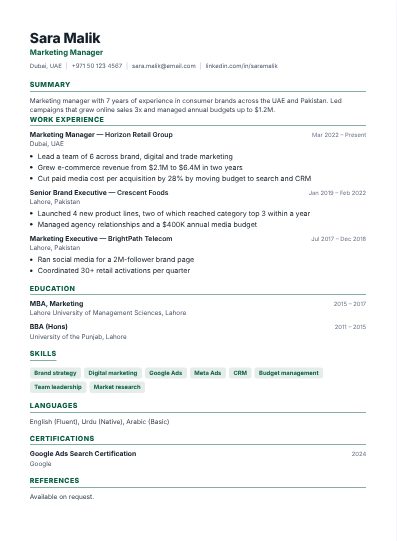 Sara Malik
Marketing Manager
Dubai, UAE | +971 50 123 4567 | sara.malik@email.com | linkedin.com/in/saramalik
SUMMARY
Marketing manager with 7 years of experience in consumer brands across the UAE and Pakistan. Led
campaigns that grew online sales 3x and managed annual budgets up to $1.2M.
WORK EXPERIENCE
Marketing Manager — Horizon Retail Group Mar 2022 – Present
Dubai, UAE
• Lead a team of 6 across brand, digital and trade marketing
• Grew e-commerce revenue from $2.1M to $6.4M in two years
• Cut paid media cost per acquisition by 28% by moving budget to search and CRM
Senior Brand Executive — Crescent Foods Jan 2019 – Feb 2022
Lahore, Pakistan
• Launched 4 new product lines, two of which reached category top 3 within a year
• Managed agency relationships and a $400K annual media budget
Marketing Executive — BrightPath Telecom Jul 2017 – Dec 2018
Lahore, Pakistan
• Ran social media for a 2M-follower brand page
• Coordinated 30+ retail activations per quarter
EDUCATION
MBA, Marketing 2015 – 2017
Lahore University of Management Sciences, Lahore
BBA (Hons) 2011 – 2015
University of the Punjab, Lahore
SKILLS
Brand strategy Digital marketing Google Ads Meta Ads CRM Budget management
Team leadership Market research
LANGUAGES
English (Fluent), Urdu (Native), Arabic (Basic)
CERTIFICATIONS
Google Ads Search Certification 2024
Google
REFERENCES
Available on request.